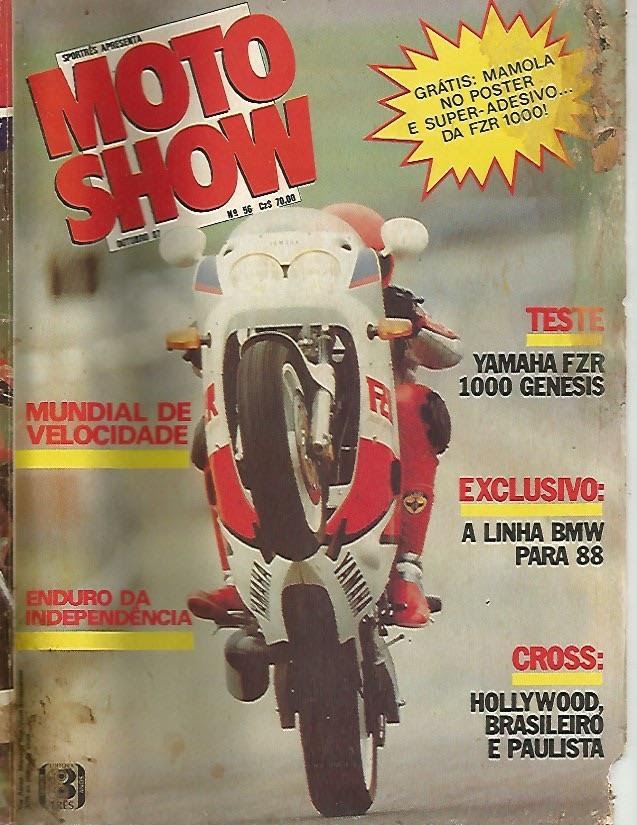 SPORTRÊS APRESENTA
MOTO
SHOW
OUTUBRO 87
Nº 56 Cz$ 70,00
GRÁTIS: MAMOLA
NO POSTER
E SUPER-ADESIVO...
DA FZR 1000!
YAMAHA
TESTE
YAMAHA FZR
1000 GENESIS
MUNDIAL DE
VELOCIDADE
EXCLUSIVO:
A LINHA BMW
PARA 88
ENDURO DA
INDEPENDÊNCIA
YAMAHA
YAMAHA
CROSS:
HOLLYWOOD,
BRASILEIRO
E PAULISTA
TRÊS